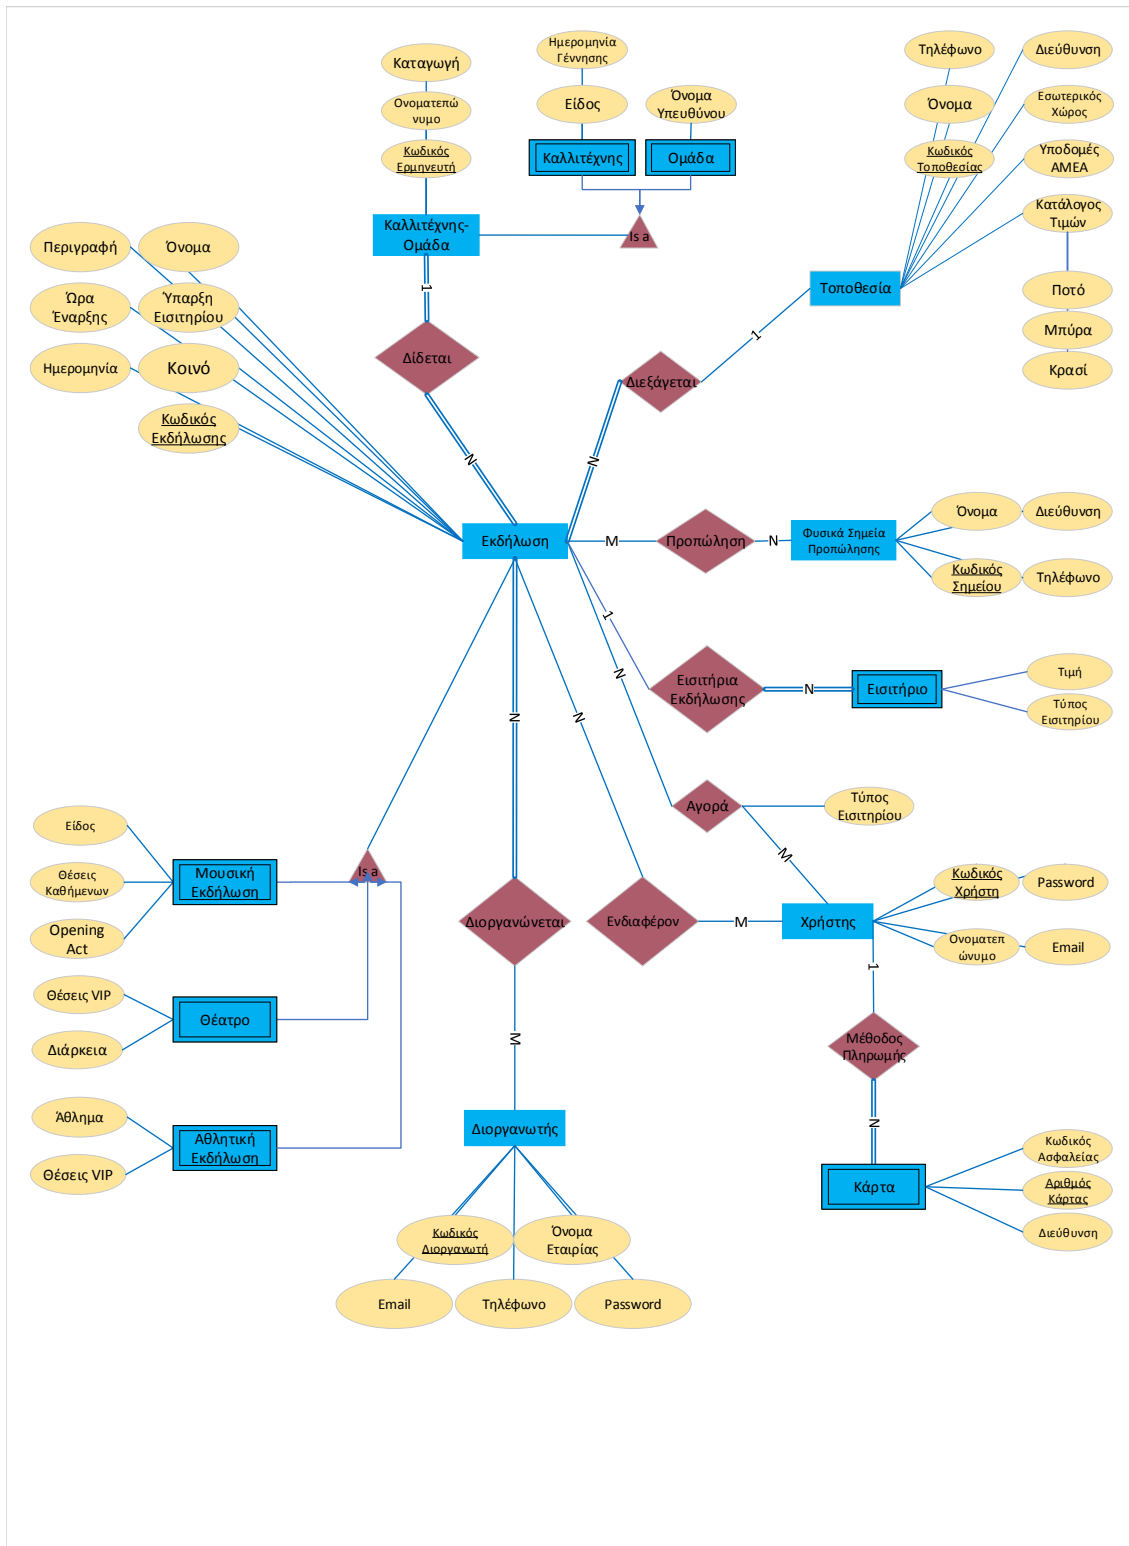 Καταγωγή
Ονοματεπώ
νυμο
Κωδικός
Ερμηνευτή
Ημερομηνία
Γέννησης
Είδος
Όνομα
Υπευθύνου
Καλλιτέχνης
Ομάδα
Is a
Καλλιτέχνης-
Ομάδα
1
Δίδεται
N
Τηλέφωνο
Διεύθυνση
Όνομα
Εσωτερικός
Χώρος
Κωδικός
Τοποθεσίας
Υποδομές
ΑΜΕΑ
Κατάλογος
Τιμών
Ποτό
Μπύρα
Κρασί
Τοποθεσία
1
Διεξάγεται
N
Περιγραφή
Όνομα
Ώρα
Έναρξης
Ύπαρξη
Εισιτηρίου
Ημερομηνία
Κοινό
Κωδικός
Εκδήλωσης
Εκδήλωση
M
Προπώληση
N
Φυσικά Σημεία
Προπώλησης
Όνομα
Διεύθυνση
Κωδικός
Σημείου
Τηλέφωνο
1
Εισιτήρια
Εκδήλωσης
N
Εισιτήριο
Τιμή
Τύπος
Εισιτηρίου
N
Αγορά
Τύπος
Εισιτηρίου
M
N
Ενδιαφέρον
M
Χρήστης
Κωδικός
Χρήστη
Password
Ονοματεπ
ώνυμο
Email
1
Μέθοδος
Πληρωμής
N
Κάρτα
Κωδικός
Ασφαλείας
Αριθμός
Κάρτας
Διεύθυνση
N
Διοργανώνεται
M
Διοργανωτής
Κωδικός
Διοργανωτή
Όνομα
Εταιρίας
Email
Τηλέφωνο
Password
Is a
Είδος
Θέσεις
Καθήμενων
Opening
Act
Μουσική
Εκδήλωση
Θέσεις VIP
Διάρκεια
Θέατρο
Άθλημα
Θέσεις VIP
Αθλητική
Εκδήλωση